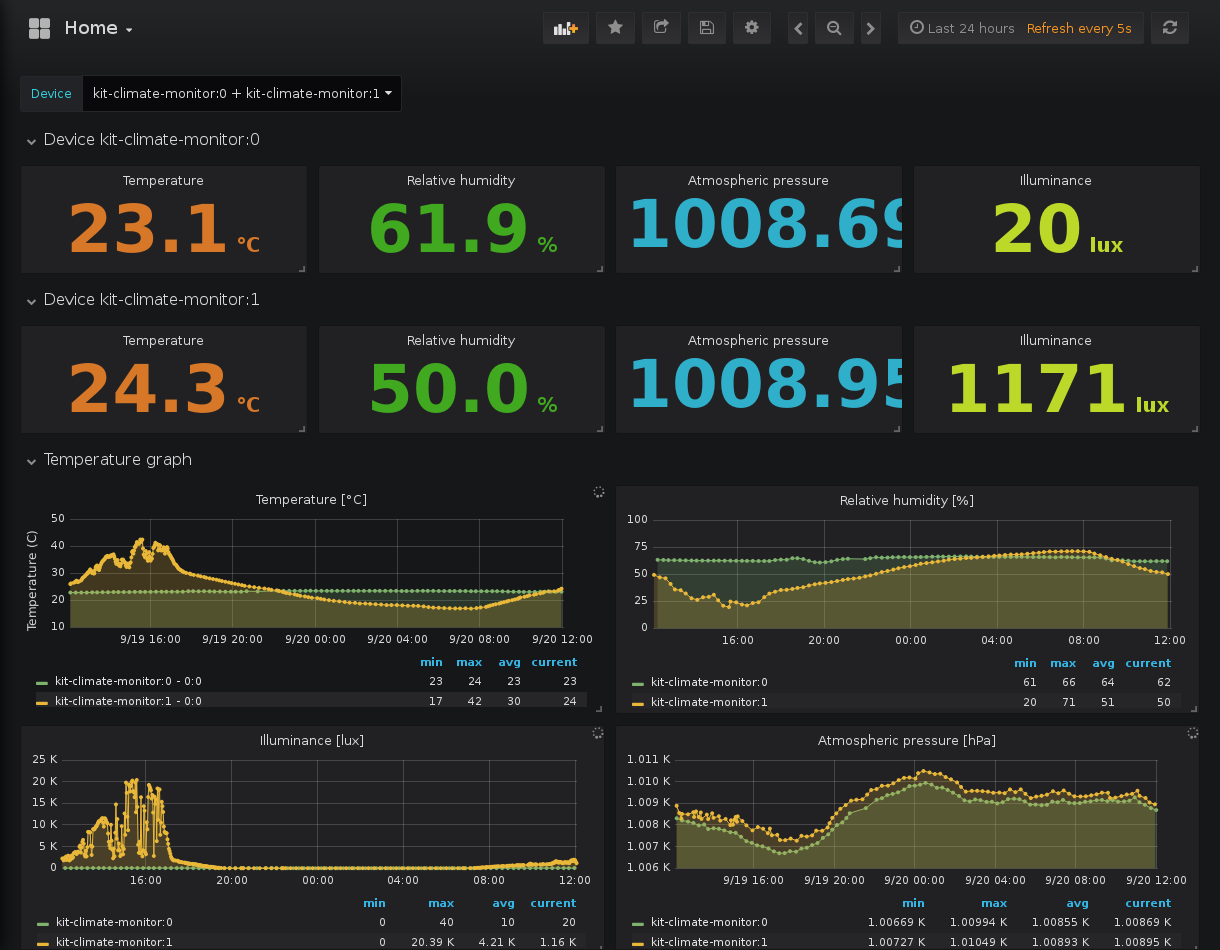 Home
Last 24 hours Refresh every 5s
Device kit-climate-monitor:0 + kit-climate-monitor:1
Device kit-climate-monitor:0
Temperature Relative humidity Atmospheric pressure Illuminance
23.1 °C 61.9 % 1008.69 20 lux
Device kit-climate-monitor:1
Temperature Relative humidity Atmospheric pressure Illuminance
24.3 °C 50.0 % 1008.95 1171 lux
Temperature graph
Temperature [°C]
Temperature (C)
50
40
30
20
10
9/19 16:00 9/19 20:00 9/20 00:00 9/20 04:00 9/20 08:00 9/20 12:00
min max avg current
kit-climate-monitor:0 - 0:0 23 24 23 23
kit-climate-monitor:1 - 0:0 17 42 30 24
Relative humidity [%]
100
75
50
25
0
16:00 20:00 00:00 04:00 08:00 12:00
min max avg current
kit-climate-monitor:0 61 66 64 62
kit-climate-monitor:1 20 71 51 50
Illuminance [lux]
25 K
20 K
15 K
10 K
5 K
0
16:00 20:00 00:00 04:00 08:00 12:00
min max avg current
kit-climate-monitor:0 0 40 10 20
kit-climate-monitor:1 0 20.39 K 4.21 K 1.16 K
Atmospheric pressure [hPa]
1.011 K
1.010 K
1.009 K
1.008 K
1.007 K
1.006 K
9/19 16:00 9/19 20:00 9/20 00:00 9/20 04:00 9/20 08:00 9/20 12:00
min max avg current
kit-climate-monitor:0 1.00669 K 1.00994 K 1.00855 K 1.00869 K
kit-climate-monitor:1 1.00727 K 1.01049 K 1.00893 K 1.00895 K